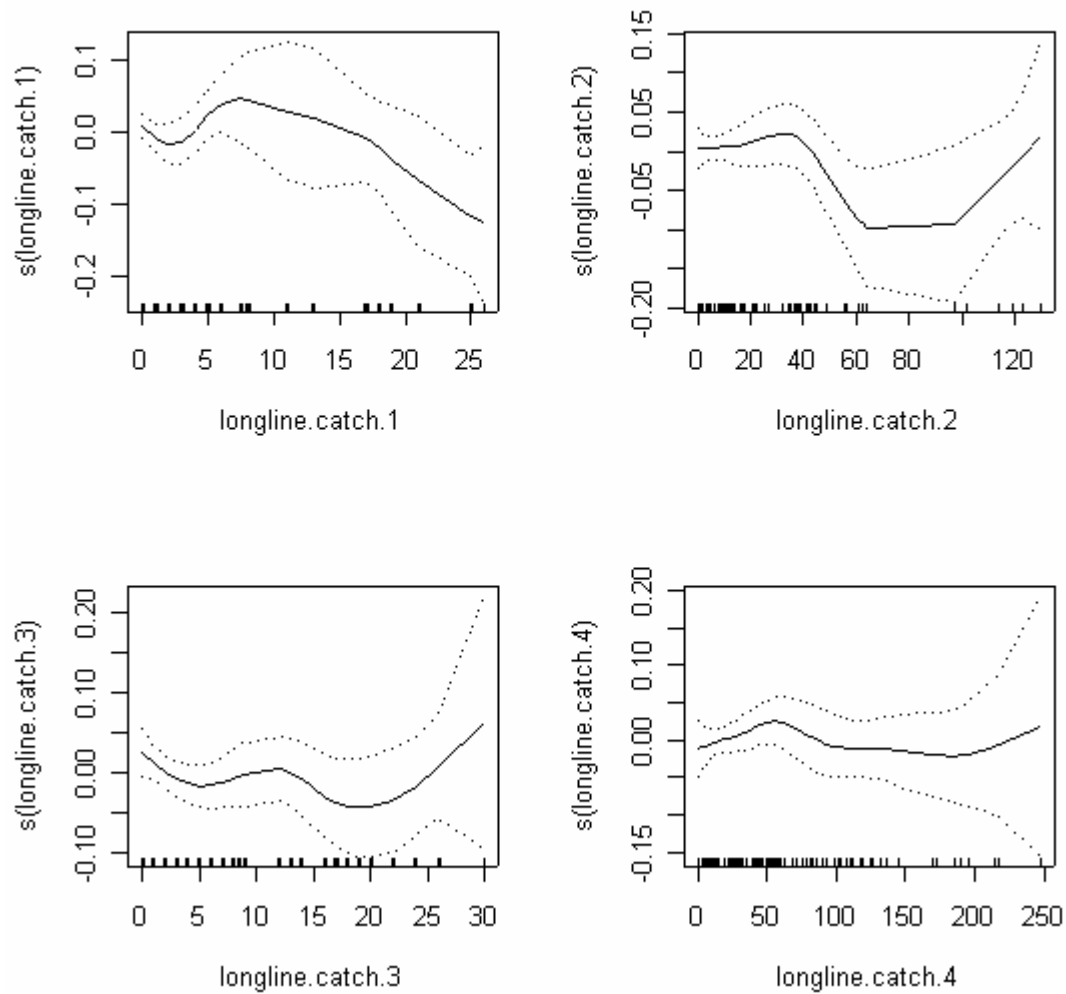 s(longline.catch.1)
-0.2 -0.1 0.0 0.1
0 5 10 15 20 25
longline.catch.1
s(longline.catch.2)
-0.20 -0.05 0.05 0.15
0 20 40 60 80 120
longline.catch.2
s(longline.catch.3)
-0.10 0.00 0.10 0.20
0 5 10 15 20 25 30
longline.catch.3
s(longline.catch.4)
-0.15 0.00 0.10 0.20
0 50 100 150 200 250
longline.catch.4